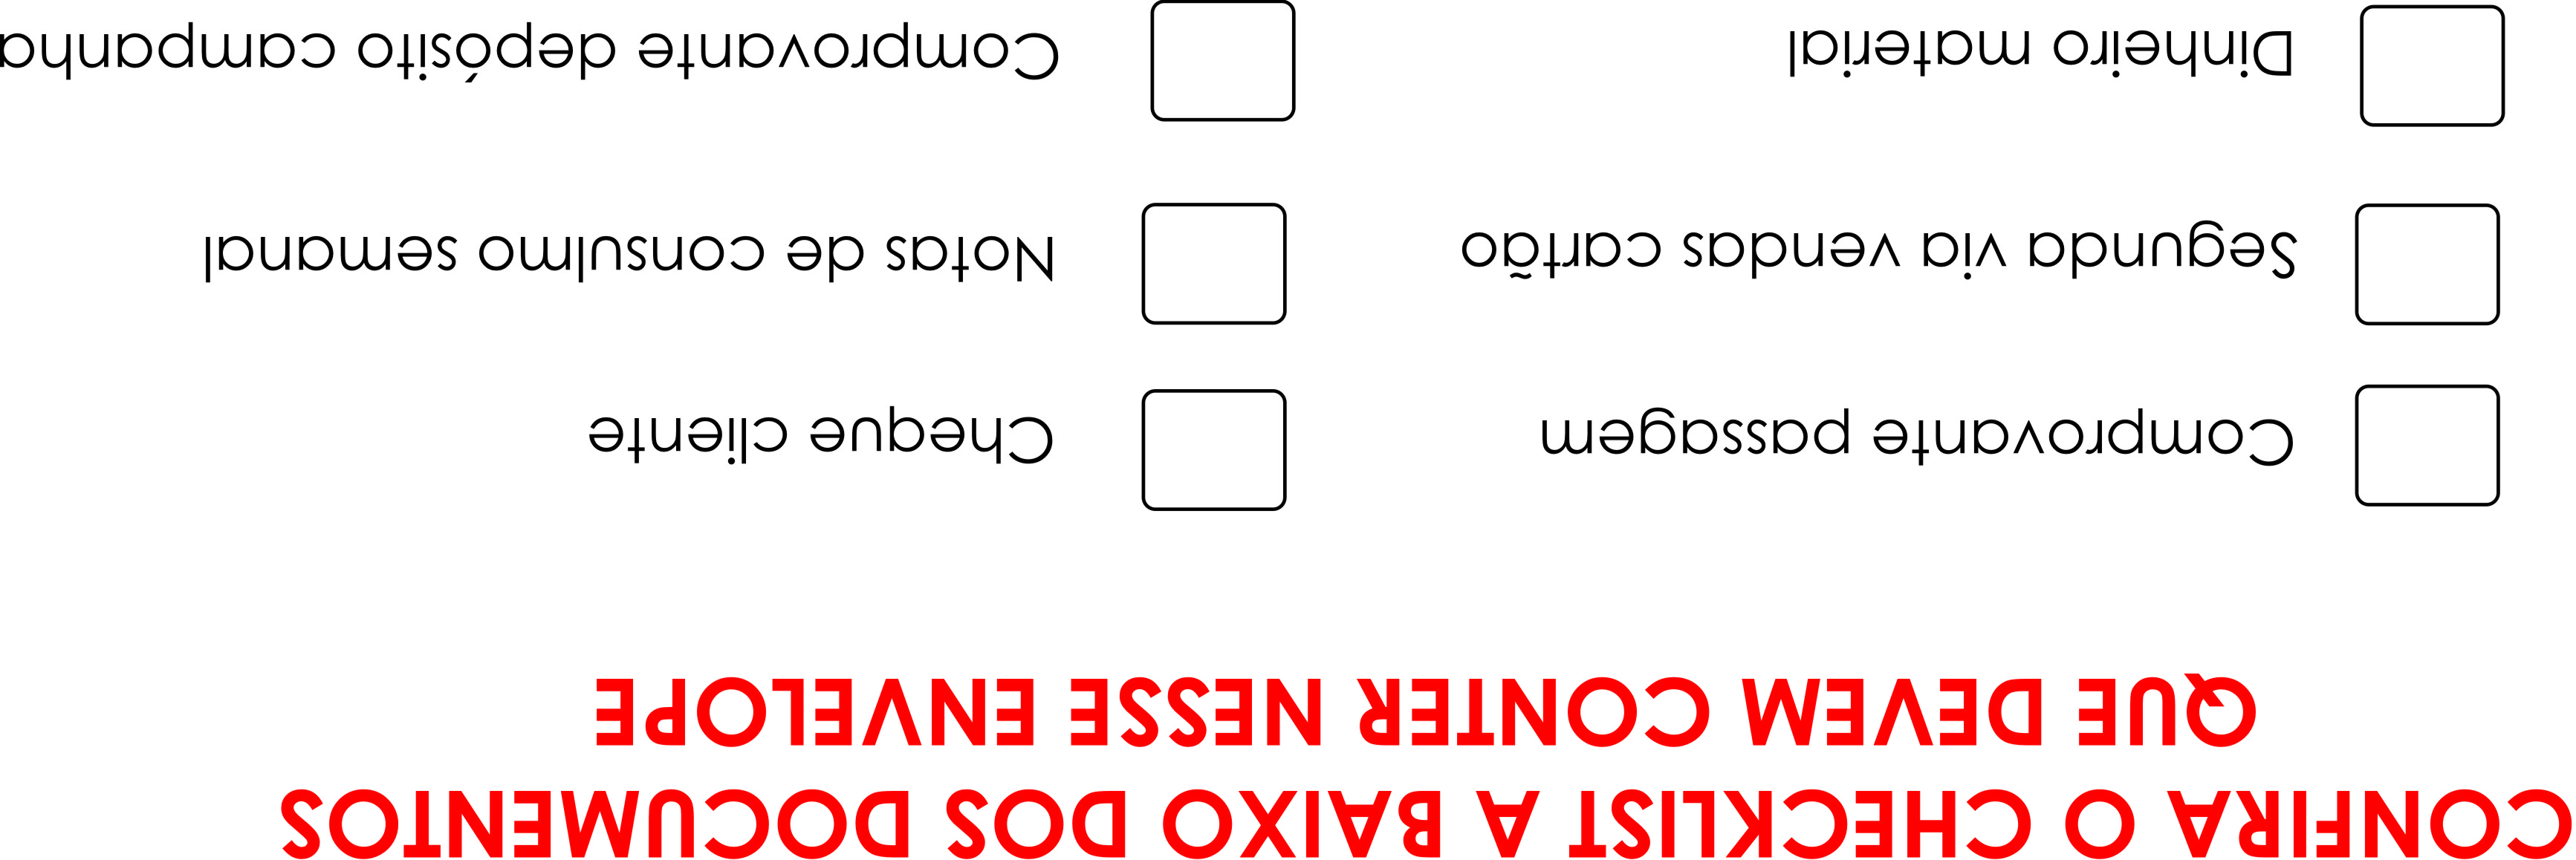 CONFIRA O CHECKLIST A BAIXO DOS DOCUMENTOS
QUE DEVEM CONTER NESSE ENVELOPE
Comprovante passagem
Cheque cliente
Segunda via vendas cartão
Notas de consulmo semanal
Dinheiro material
Comprovante depósito campanha